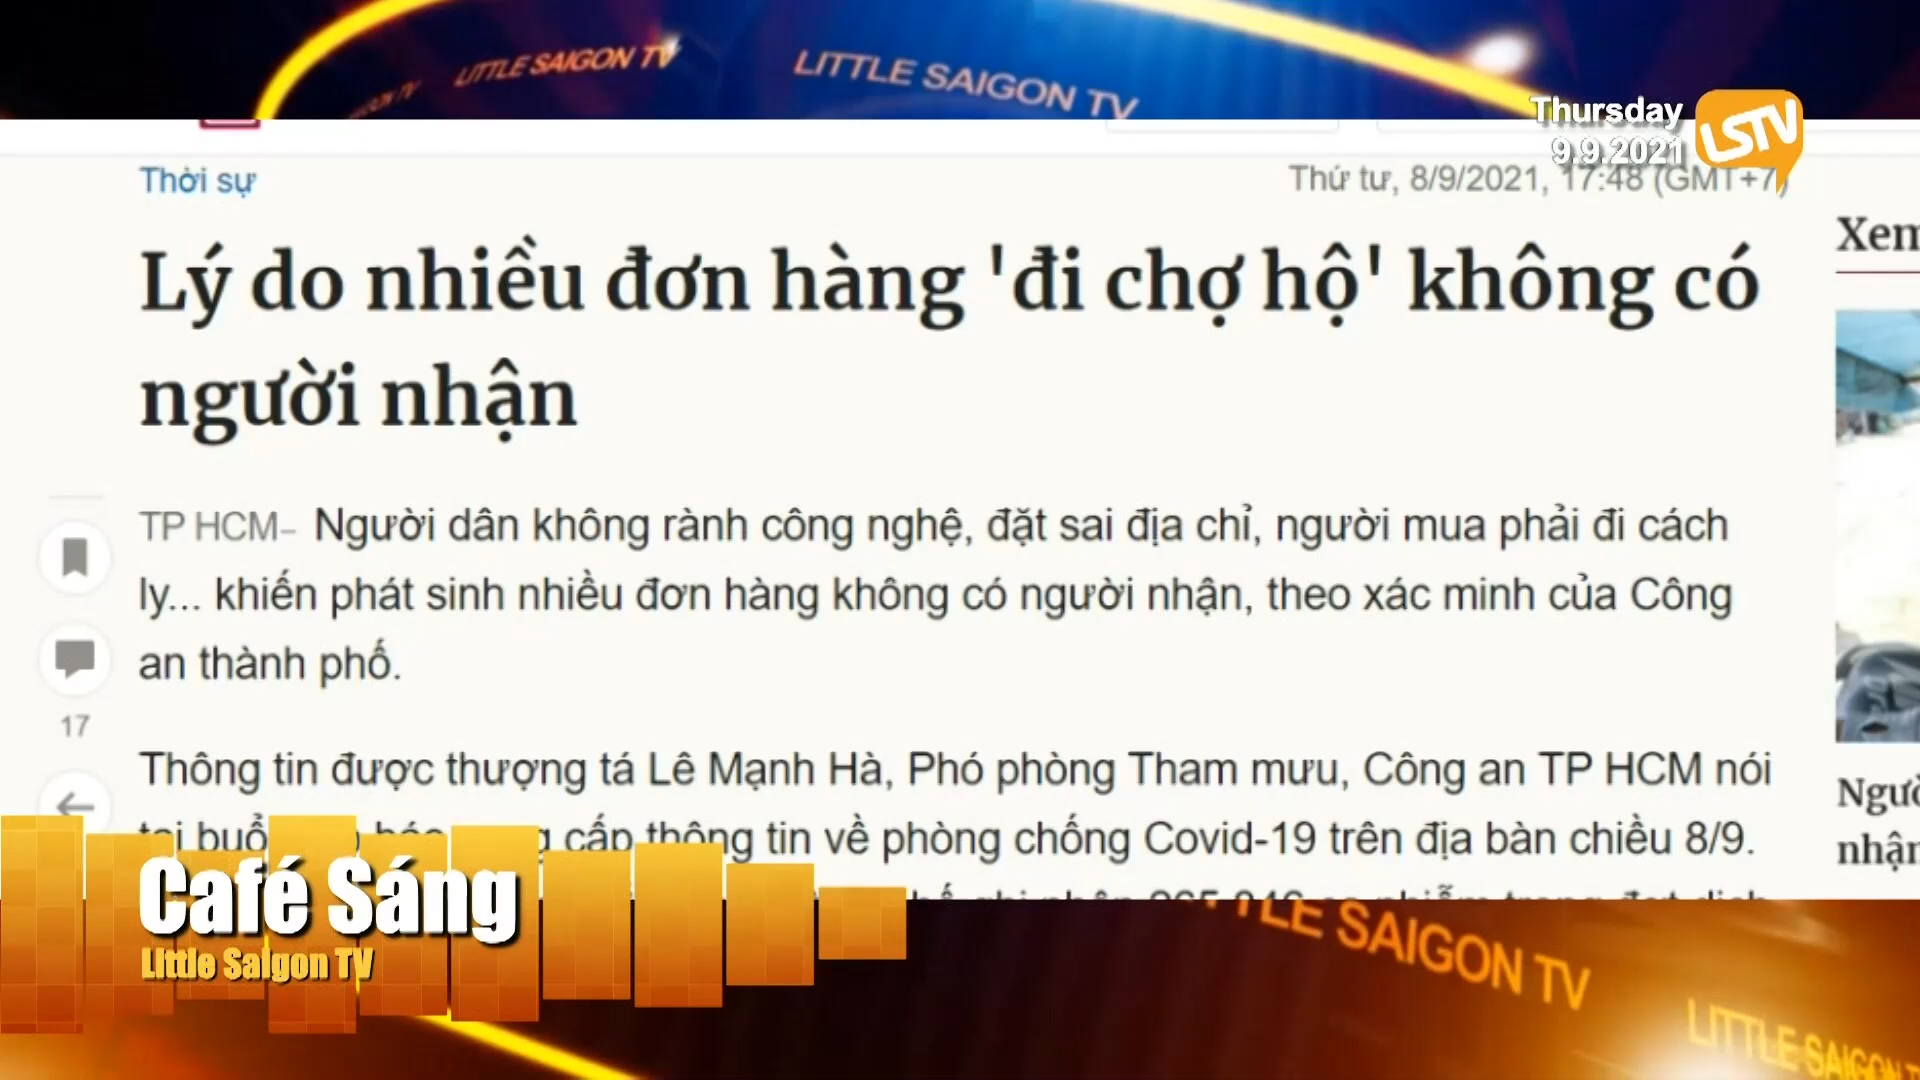 LITTLE SAIGON TV
LITTLE SAIGON TV
Thursday
9.9.2021
LSTV
Thời sự
Thứ tư, 8/9/2021, 17:48 (GMT+7)
Lý do nhiều đơn hàng 'đi chợ hộ' không có
người nhận
Xem
TP HCM– Người dân không rành công nghệ, đặt sai địa chỉ, người mua phải đi cách
ly... khiến phát sinh nhiều đơn hàng không có người nhận, theo xác minh của Công
an thành phố.
17
Thông tin được thượng tá Lê Mạnh Hà, Phó phòng Tham mưu, Công an TP HCM nói
cấp thông tin về phòng chống Covid-19 trên địa bàn chiều 8/9.
nhận
Café Sáng
Little Saigon TV
LITTLE SAIGON TV
LITTLE SAIGON